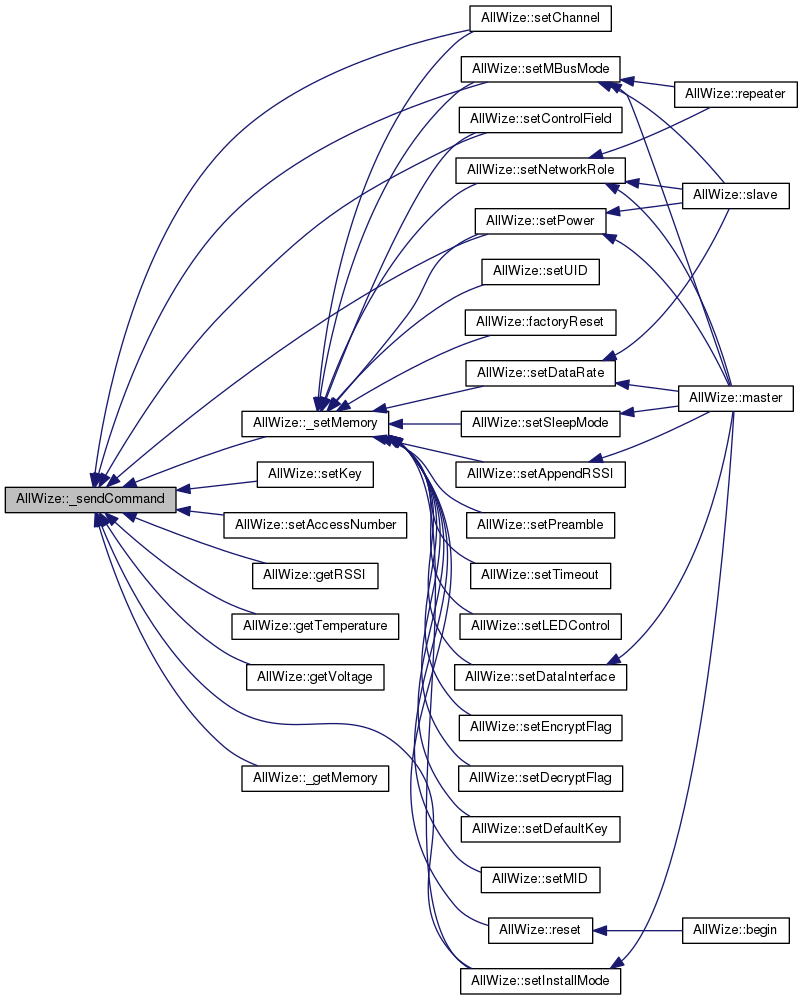 AllWize::setChannel
AllWize::setMBusMode
AllWize::repeater
AllWize::setControlField
AllWize::setNetworkRole
AllWize::slave
AllWize::setPower
AllWize::setUID
AllWize::factoryReset
AllWize::setDataRate
AllWize::master
AllWize::_setMemory
AllWize::setSleepMode
AllWize::setKey
AllWize::setAppendRSSI
AllWize::_sendCommand
AllWize::setAccessNumber
AllWize::setPreamble
AllWize::getRSSI
AllWize::setTimeout
AllWize::getTemperature
AllWize::setLEDControl
AllWize::getVoltage
AllWize::setDataInterface
AllWize::setEncryptFlag
AllWize::_getMemory
AllWize::setDecryptFlag
AllWize::setDefaultKey
AllWize::setMID
AllWize::reset
AllWize::begin
AllWize::setInstallMode